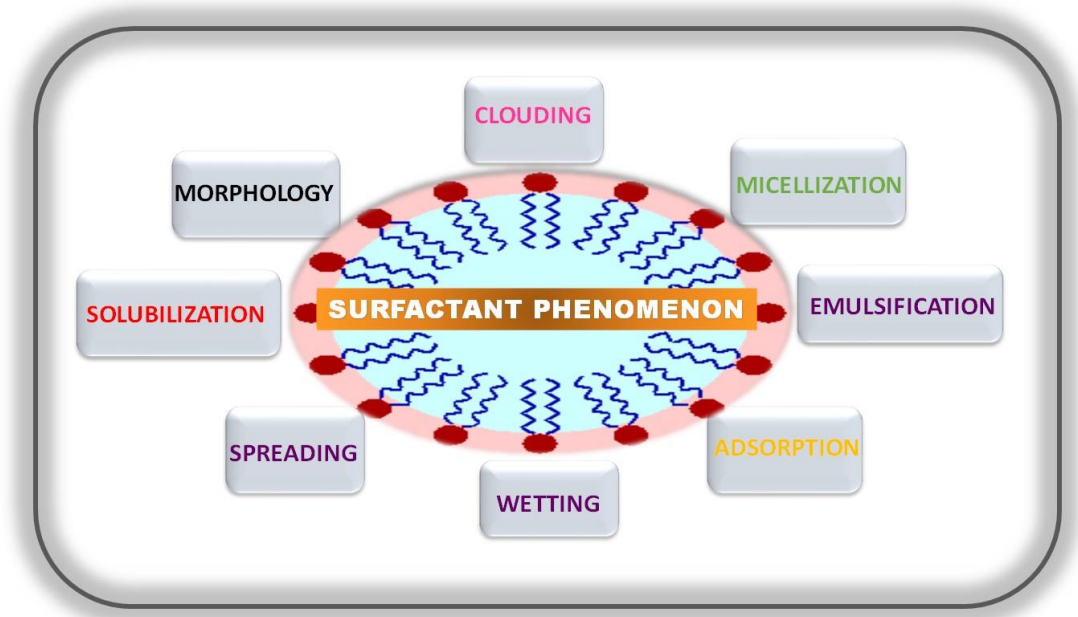 CLOUDING
MORPHOLOGY
MICELLIZATION
SOLUBILIZATION
SURFACTANT PHENOMENON
EMULSIFICATION
SPREADING
ADSORPTION
WETTING